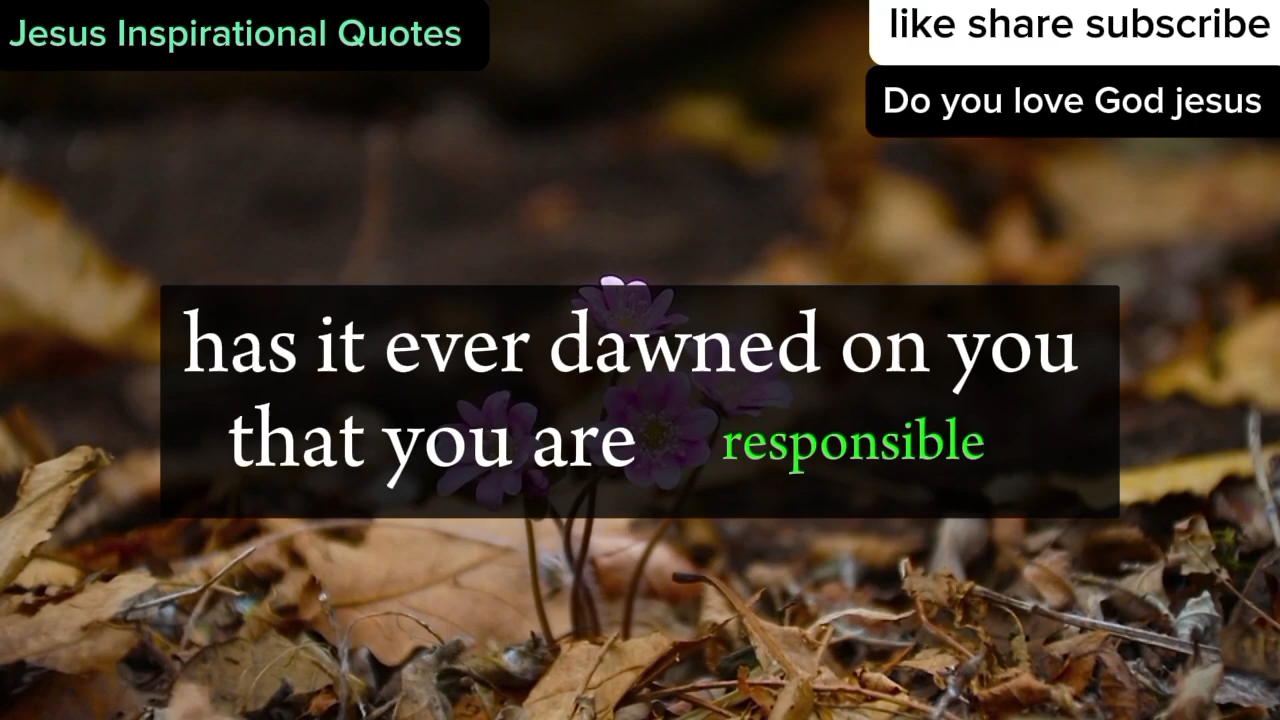 Jesus Inspirational Quotes
like share subscribe
Do you love God jesus
has it ever dawned on you
that you are responsible